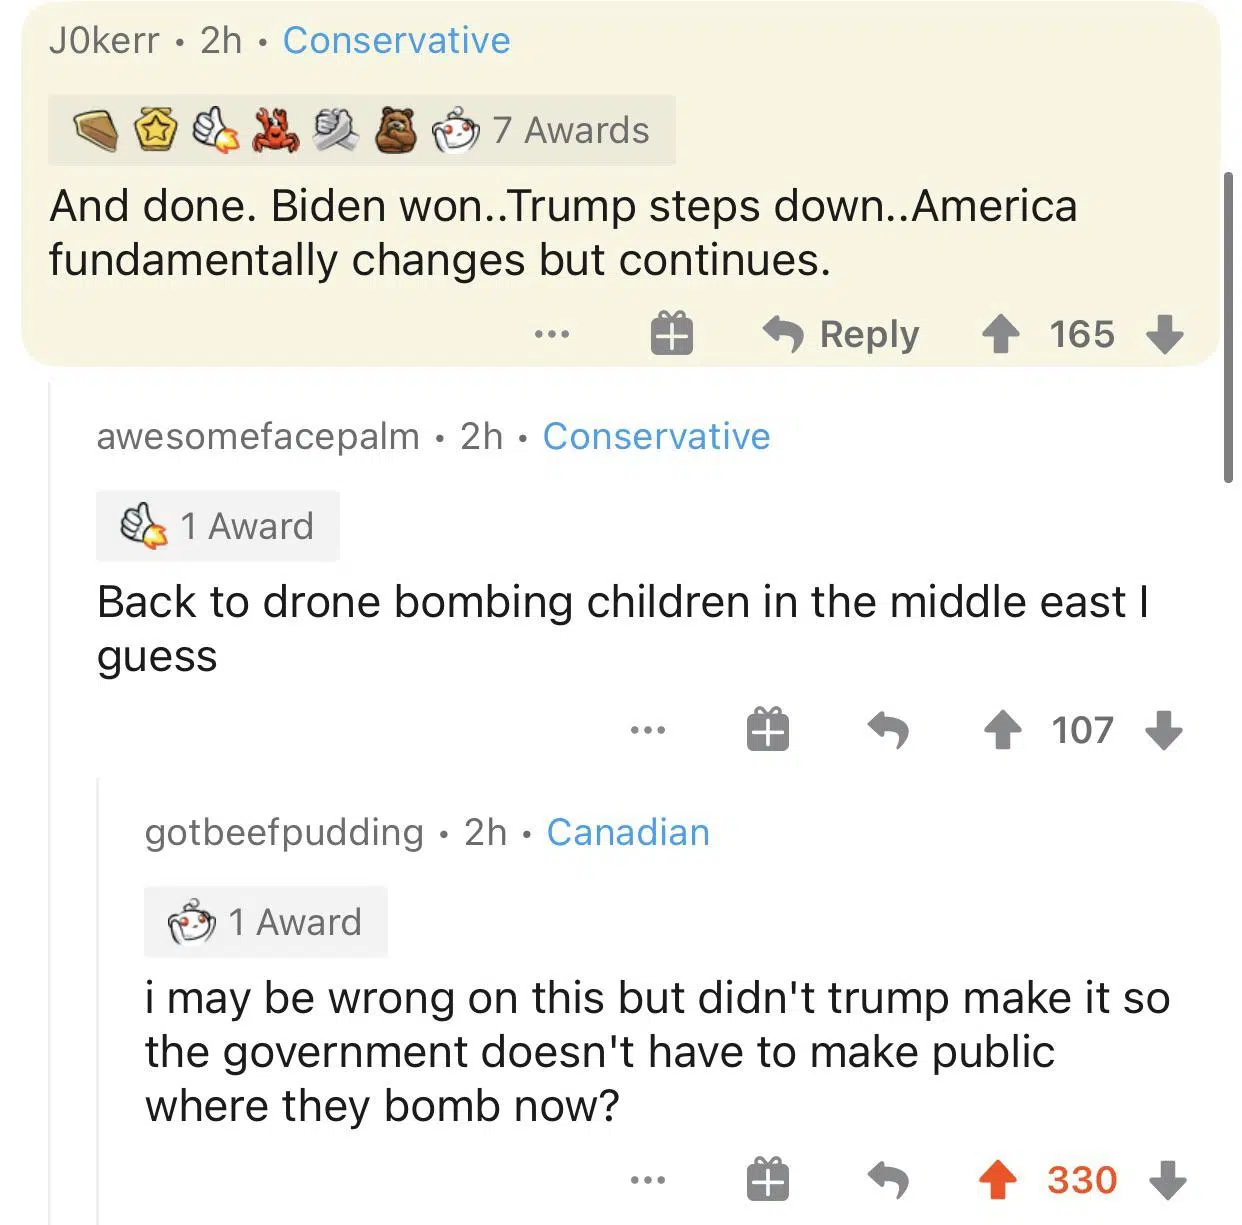 J0kerr • 2h • Conservative
7 Awards
And done. Biden won..Trump steps down..America
fundamentally changes but continues.
Reply 165
awesomefacepalm • 2h • Conservative
1 Award
Back to drone bombing children in the middle east I
guess
107
gotbeefpudding • 2h • Canadian
1 Award
i may be wrong on this but didn't trump make it so
the government doesn't have to make public
where they bomb now?
330